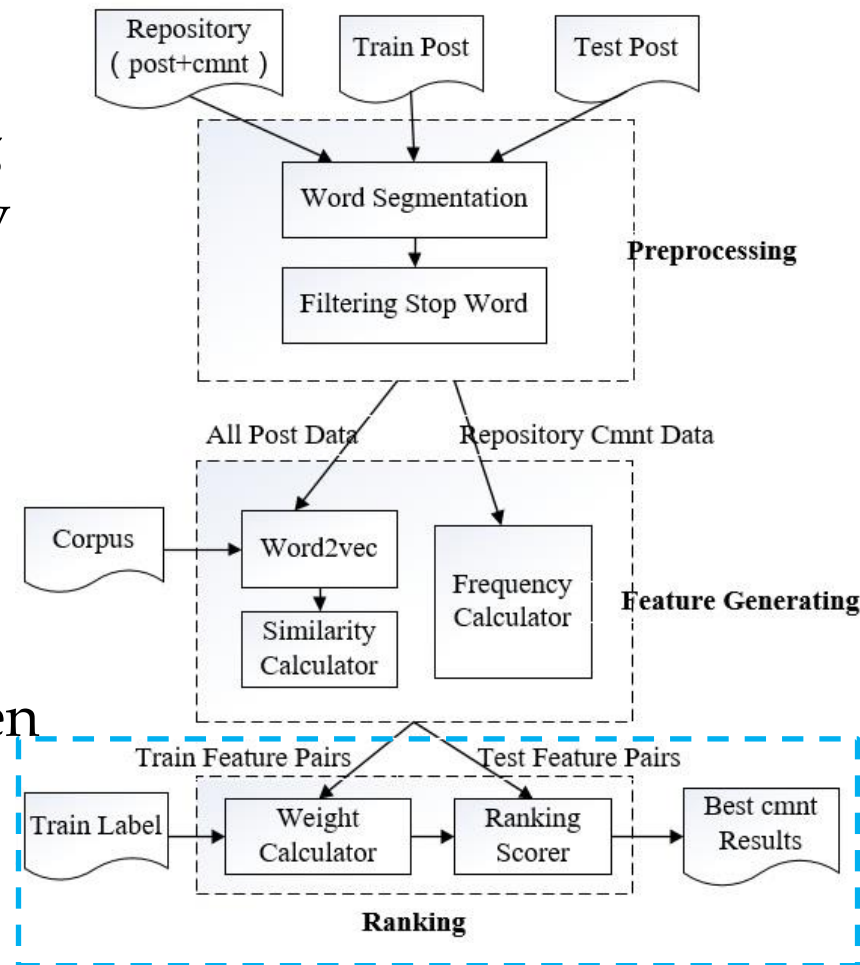 Repository
( post+cmnt )
Train Post
Test Post
Word Segmentation
Preprocessing
Filtering Stop Word
All Post Data
Repository Cmnt Data
Corpus
Word2vec
Frequency
Calculator
Feature Generating
Similarity
Calculator
en
Train Feature Pairs
Test Feature Pairs
Train Label
Weight
Calculator
Ranking
Scorer
Best cmnt
Results
Ranking